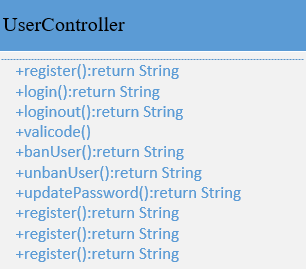 UserController
+register():return String
+login():return String
+loginout():return String
+valicode()
+banUser():return String
+unbanUser():return String
+updatePassword():return String
+register():return String
+register():return String
+register():return String